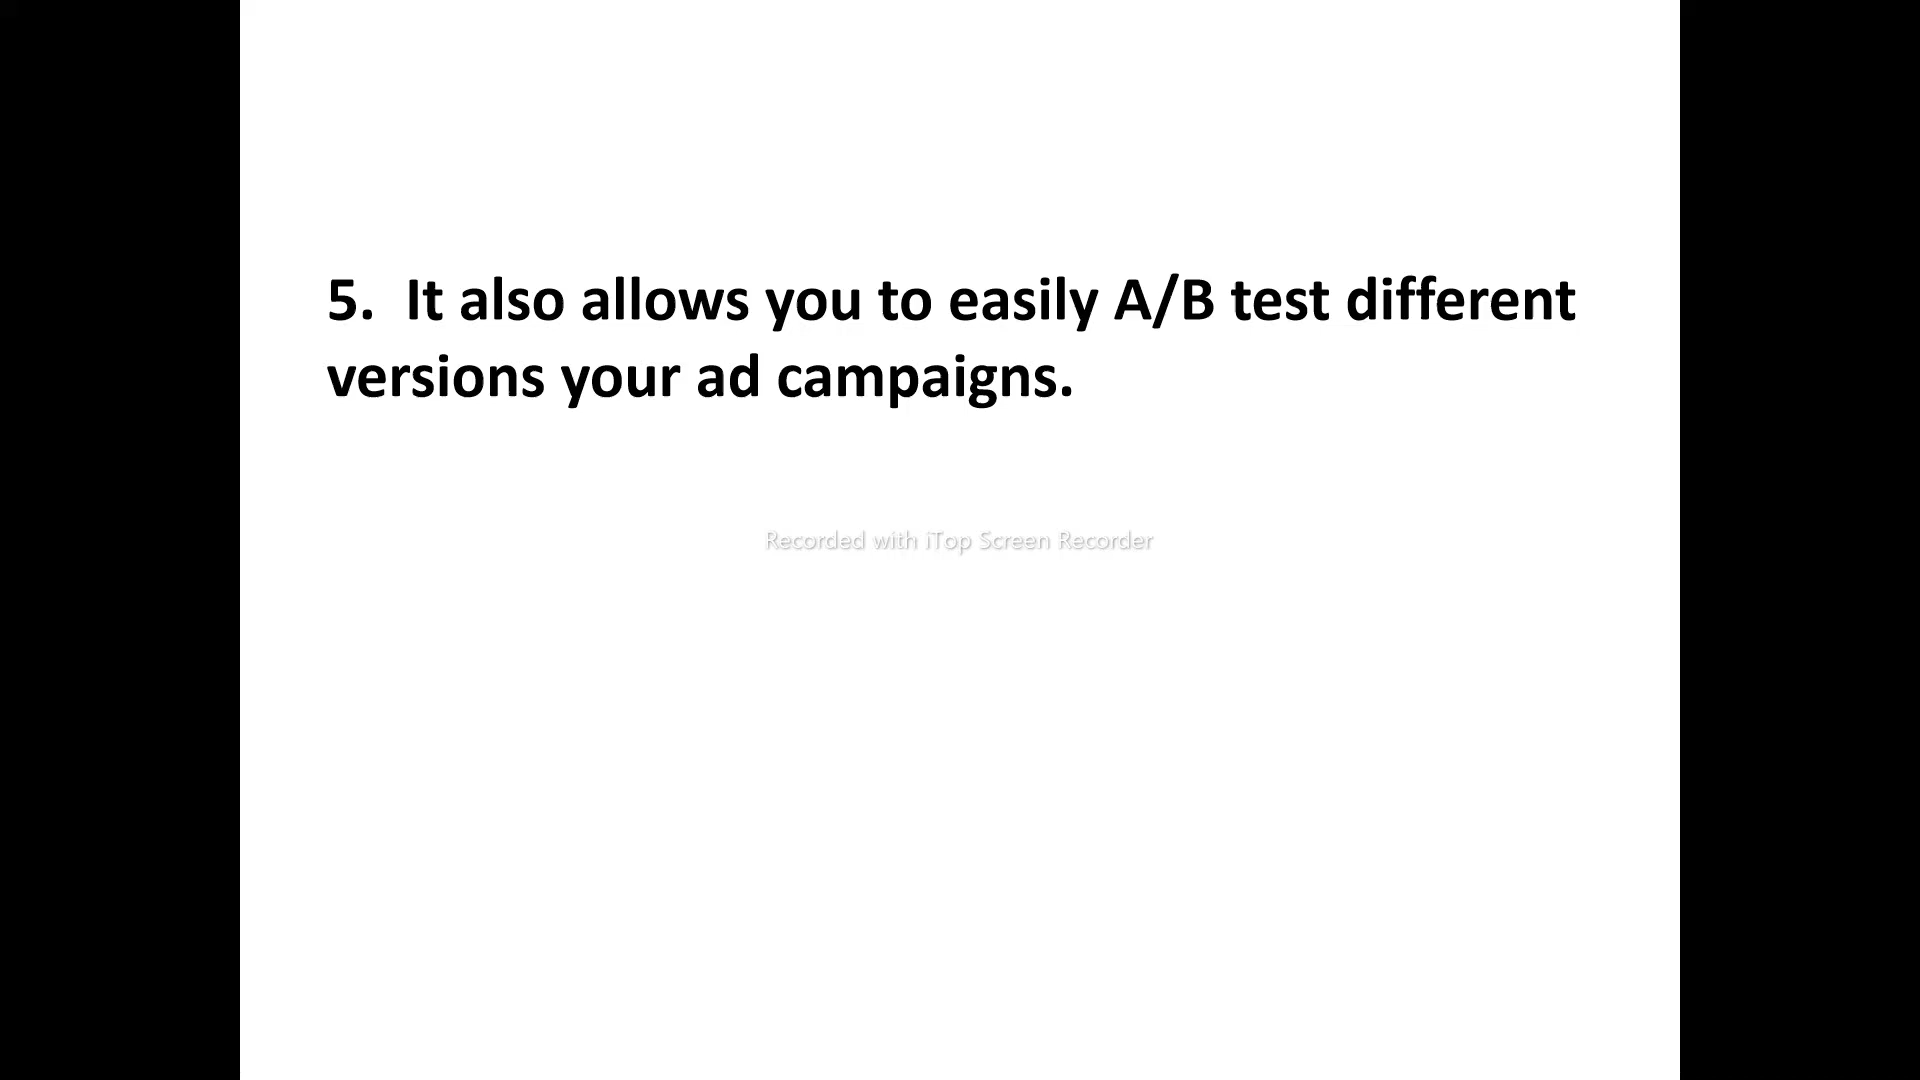 5.  It also allows you to easily A/B test different
versions your ad campaigns.
Recorded with iTop Screen Recorder